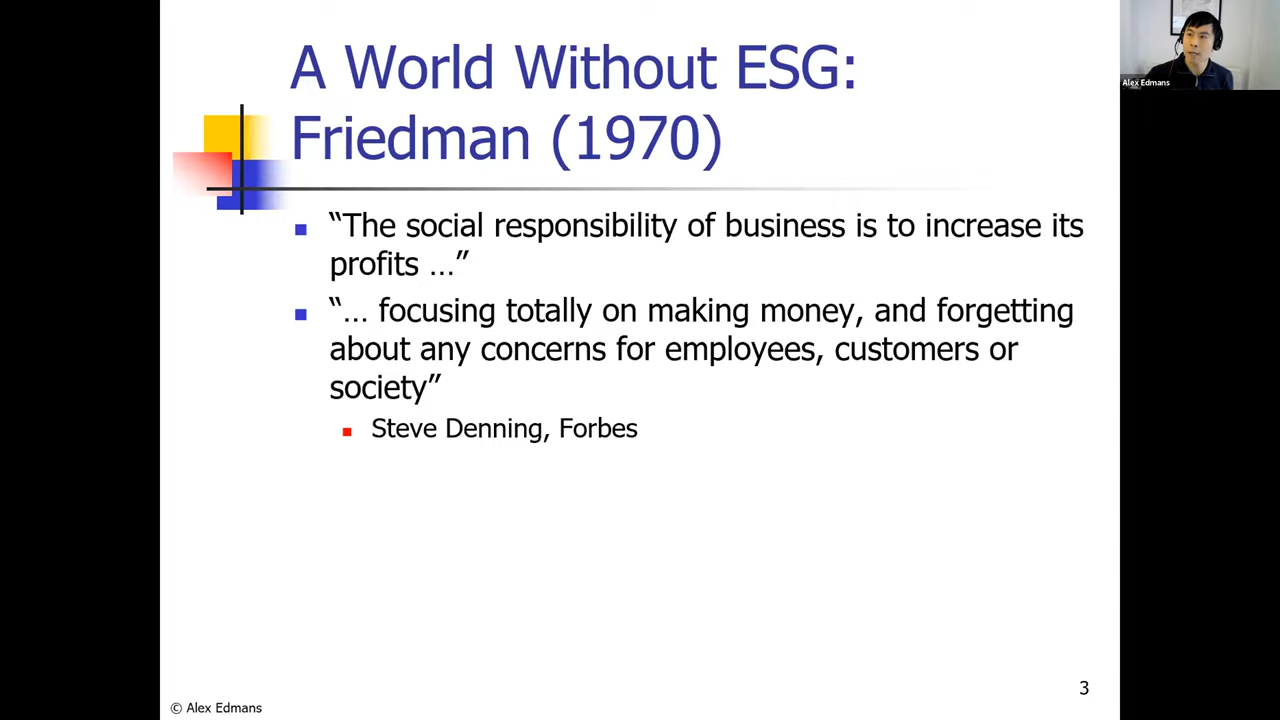 A World Without ESG:
Friedman (1970)
“The social responsibility of business is to increase its
profits …”
“… focusing totally on making money, and forgetting
about any concerns for employees, customers or
society”
Steve Denning, Forbes
3
© Alex Edmans
Alex Edmans